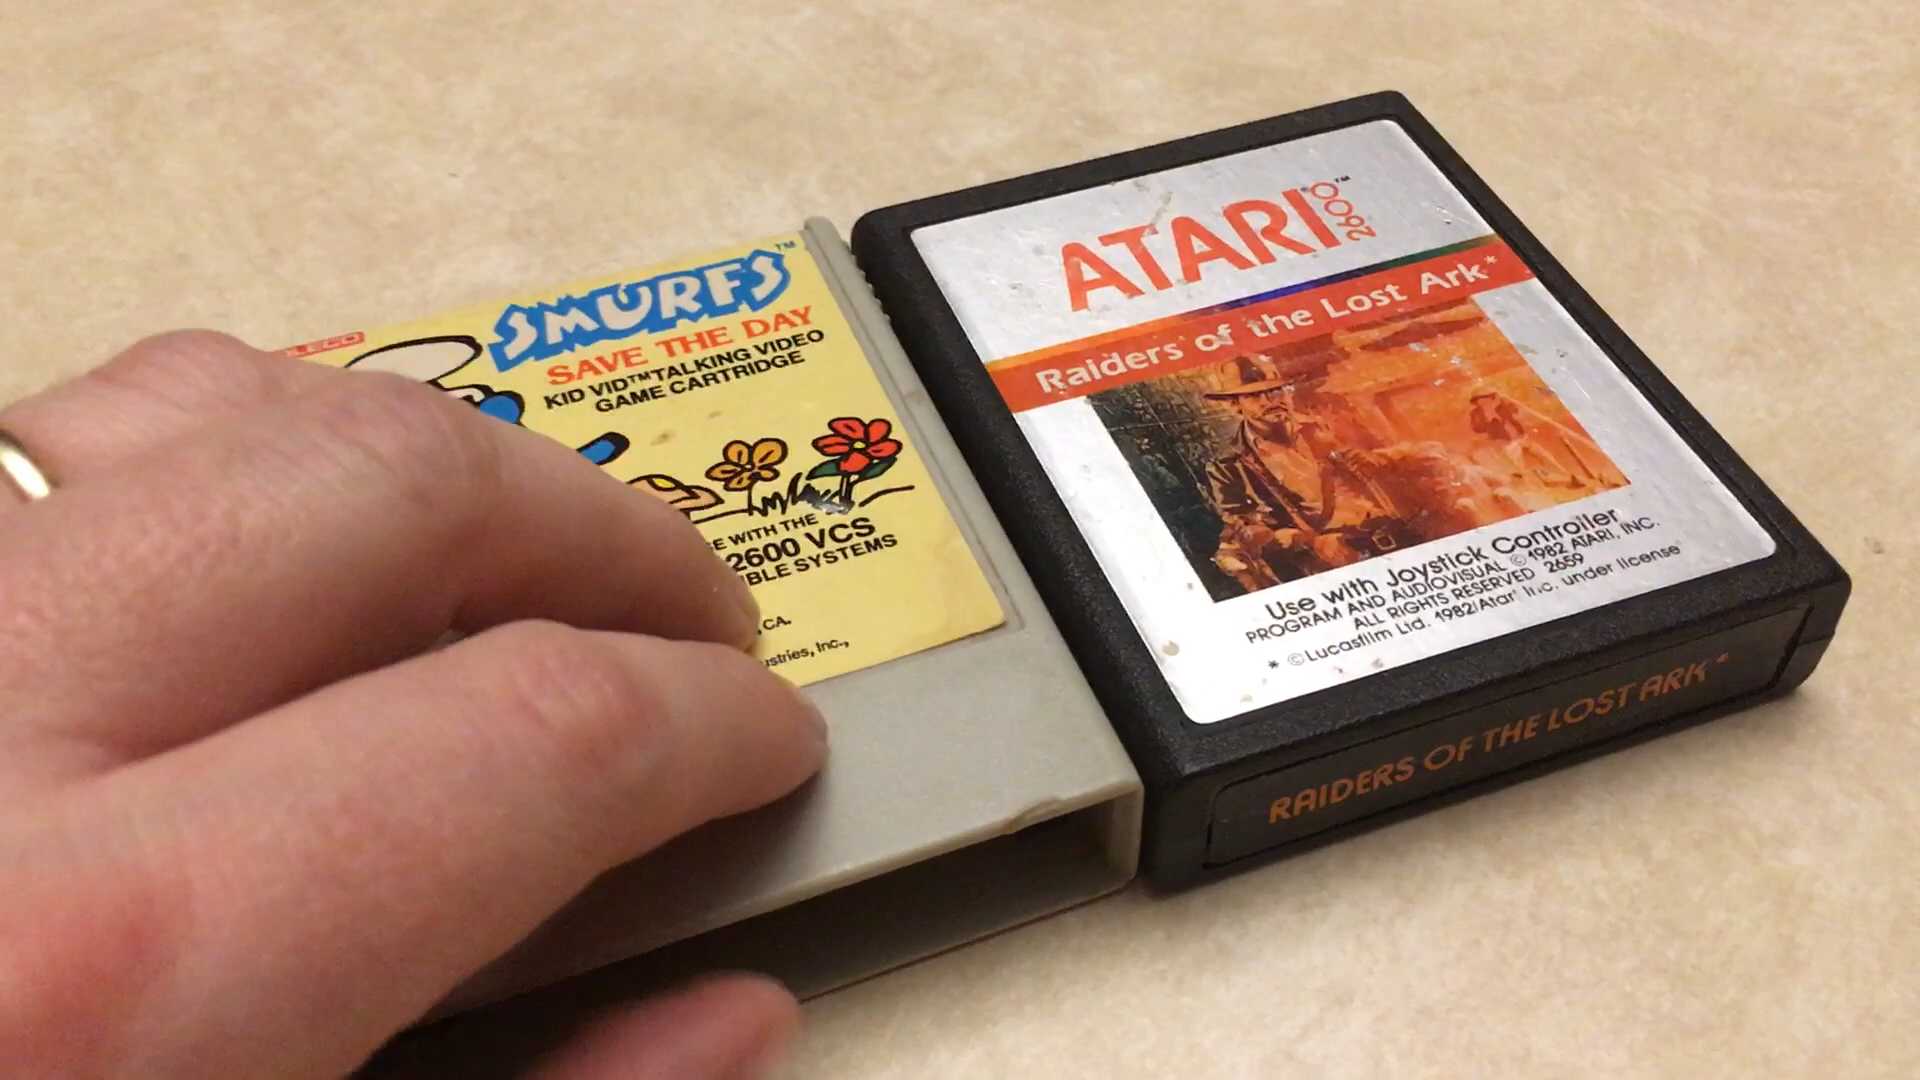 SMURFS™
SAVE THE DAY
KID VID™ TALKING VIDEO
GAME CARTRIDGE
WITH THE
2600 VCS
SYSTEMS
, CA.
Inc.,
ATARI 2600™
Raiders of the Lost Ark*
Use with Joystick Controller
PROGRAM AND AUDIOVISUAL © 1982 ATARI, INC.
ALL RIGHTS RESERVED 2659
* ©Lucasfilm Ltd. 1982/Atari Inc. under license
RAIDERS OF THE LOST ARK*